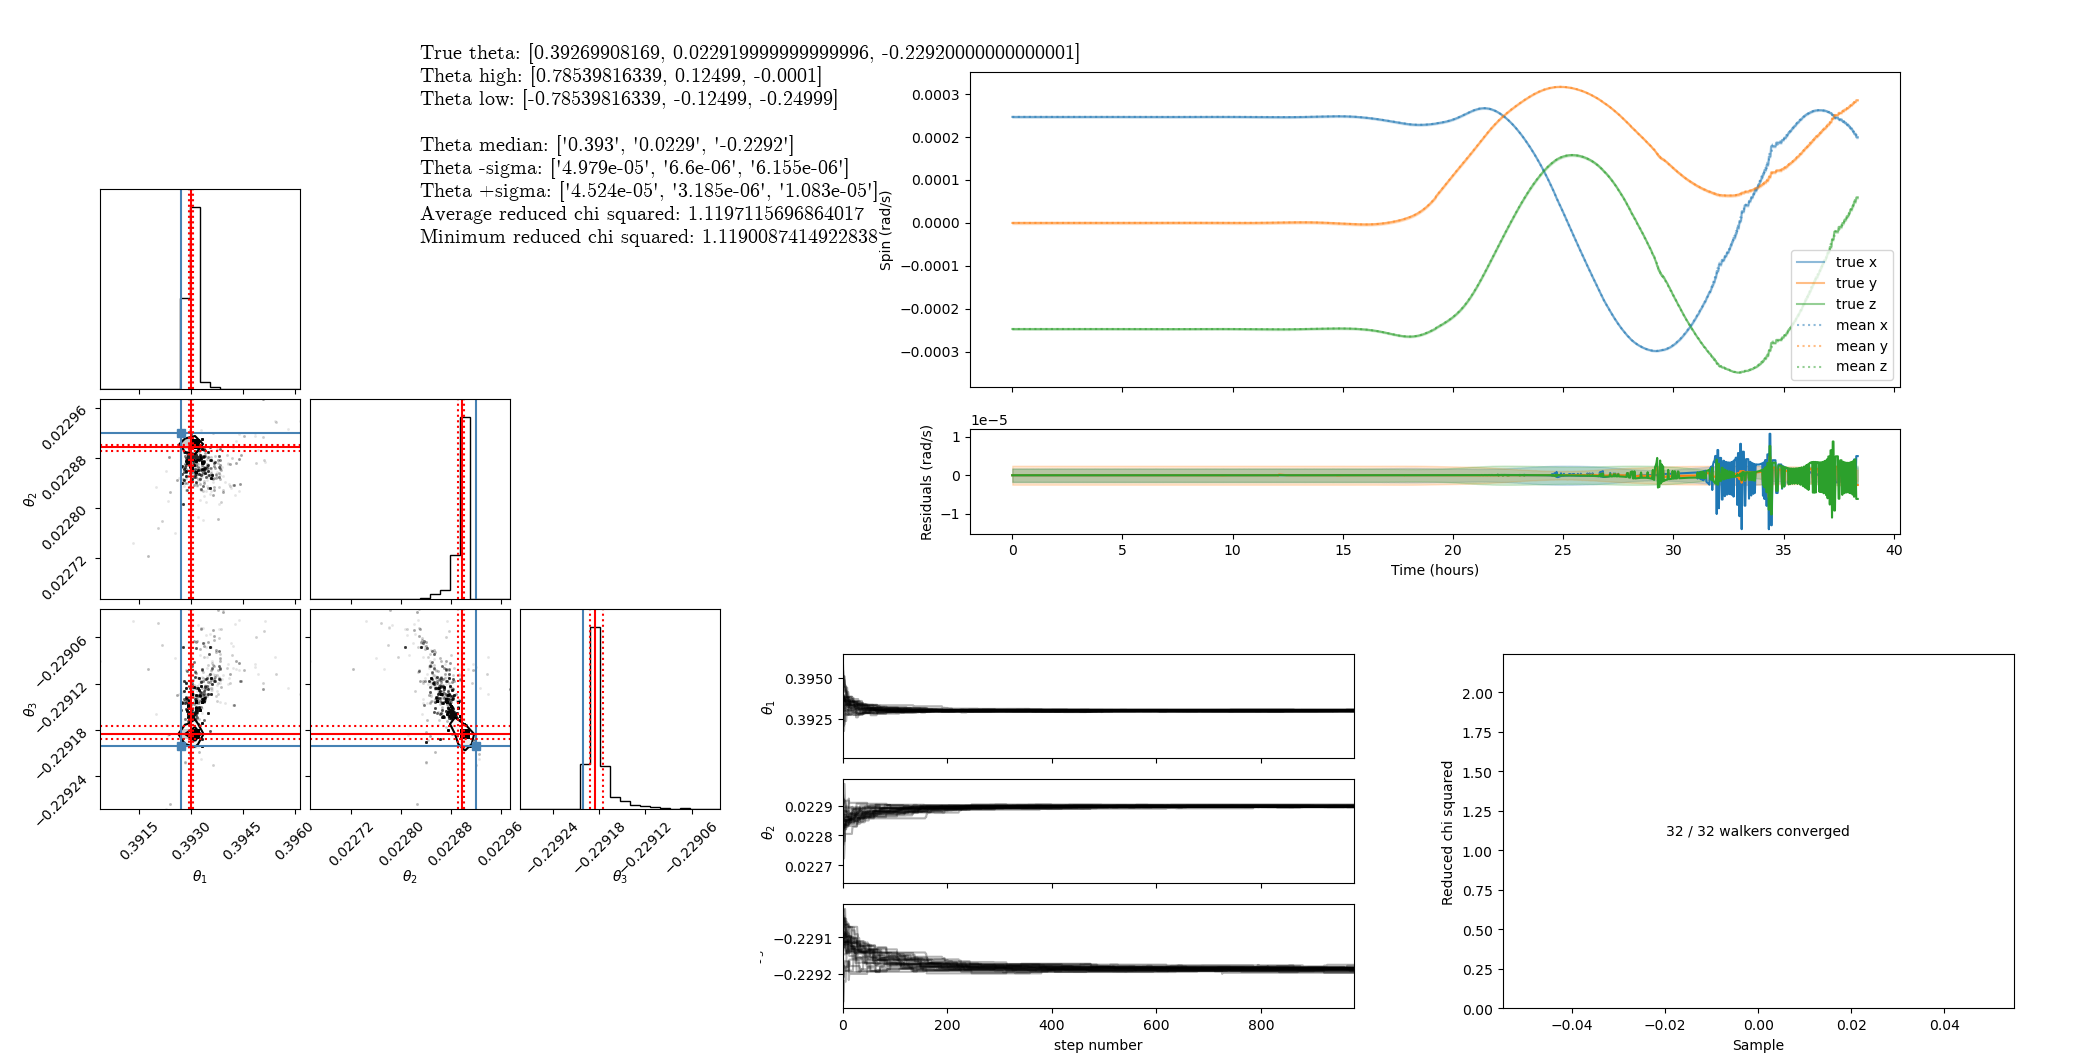 True theta: [0.39269908169, 0.022919999999999996, -0.22920000000000001]
Theta high: [0.78539816339, 0.12499, -0.0001]
Theta low: [-0.78539816339, -0.12499, -0.24999]
Theta median: ['0.393', '0.0229', '-0.2292']
Theta -sigma: ['4.979e-05', '6.6e-06', '6.155e-06']
Theta +sigma: ['4.524e-05', '3.185e-06', '1.083e-05']
Average reduced chi squared: 1.1197115696864017
Minimum reduced chi squared: 1.1190087414922838
0.0003
0.0002
0.0001
0.0000
−0.0001
−0.0002
−0.0003
Spin (rad/s)
true x
true y
true z
mean x
mean y
mean z
1e−5
1
0
−1
Residuals (rad/s)
0 5 10 15 20 25 30 35 40
Time (hours)
0.02296
0.02288
0.02280
0.02272
θ2
−0.22906
−0.22912
−0.22918
−0.22924
θ3
0.3915 0.3930 0.3945 0.3960
θ1
0.02272 0.02280 0.02288 0.02296
θ2
−0.22924 −0.22918 −0.22912 −0.22906
θ3
0.3950
0.3925
θ1
0.0229
0.0228
0.0227
θ2
−0.2291
−0.2292
0 200 400 600 800
step number
2.00
1.75
1.50
1.25
1.00
0.75
0.50
0.25
0.00
Reduced chi squared
32 / 32 walkers converged
−0.04 −0.02 0.00 0.02 0.04
Sample